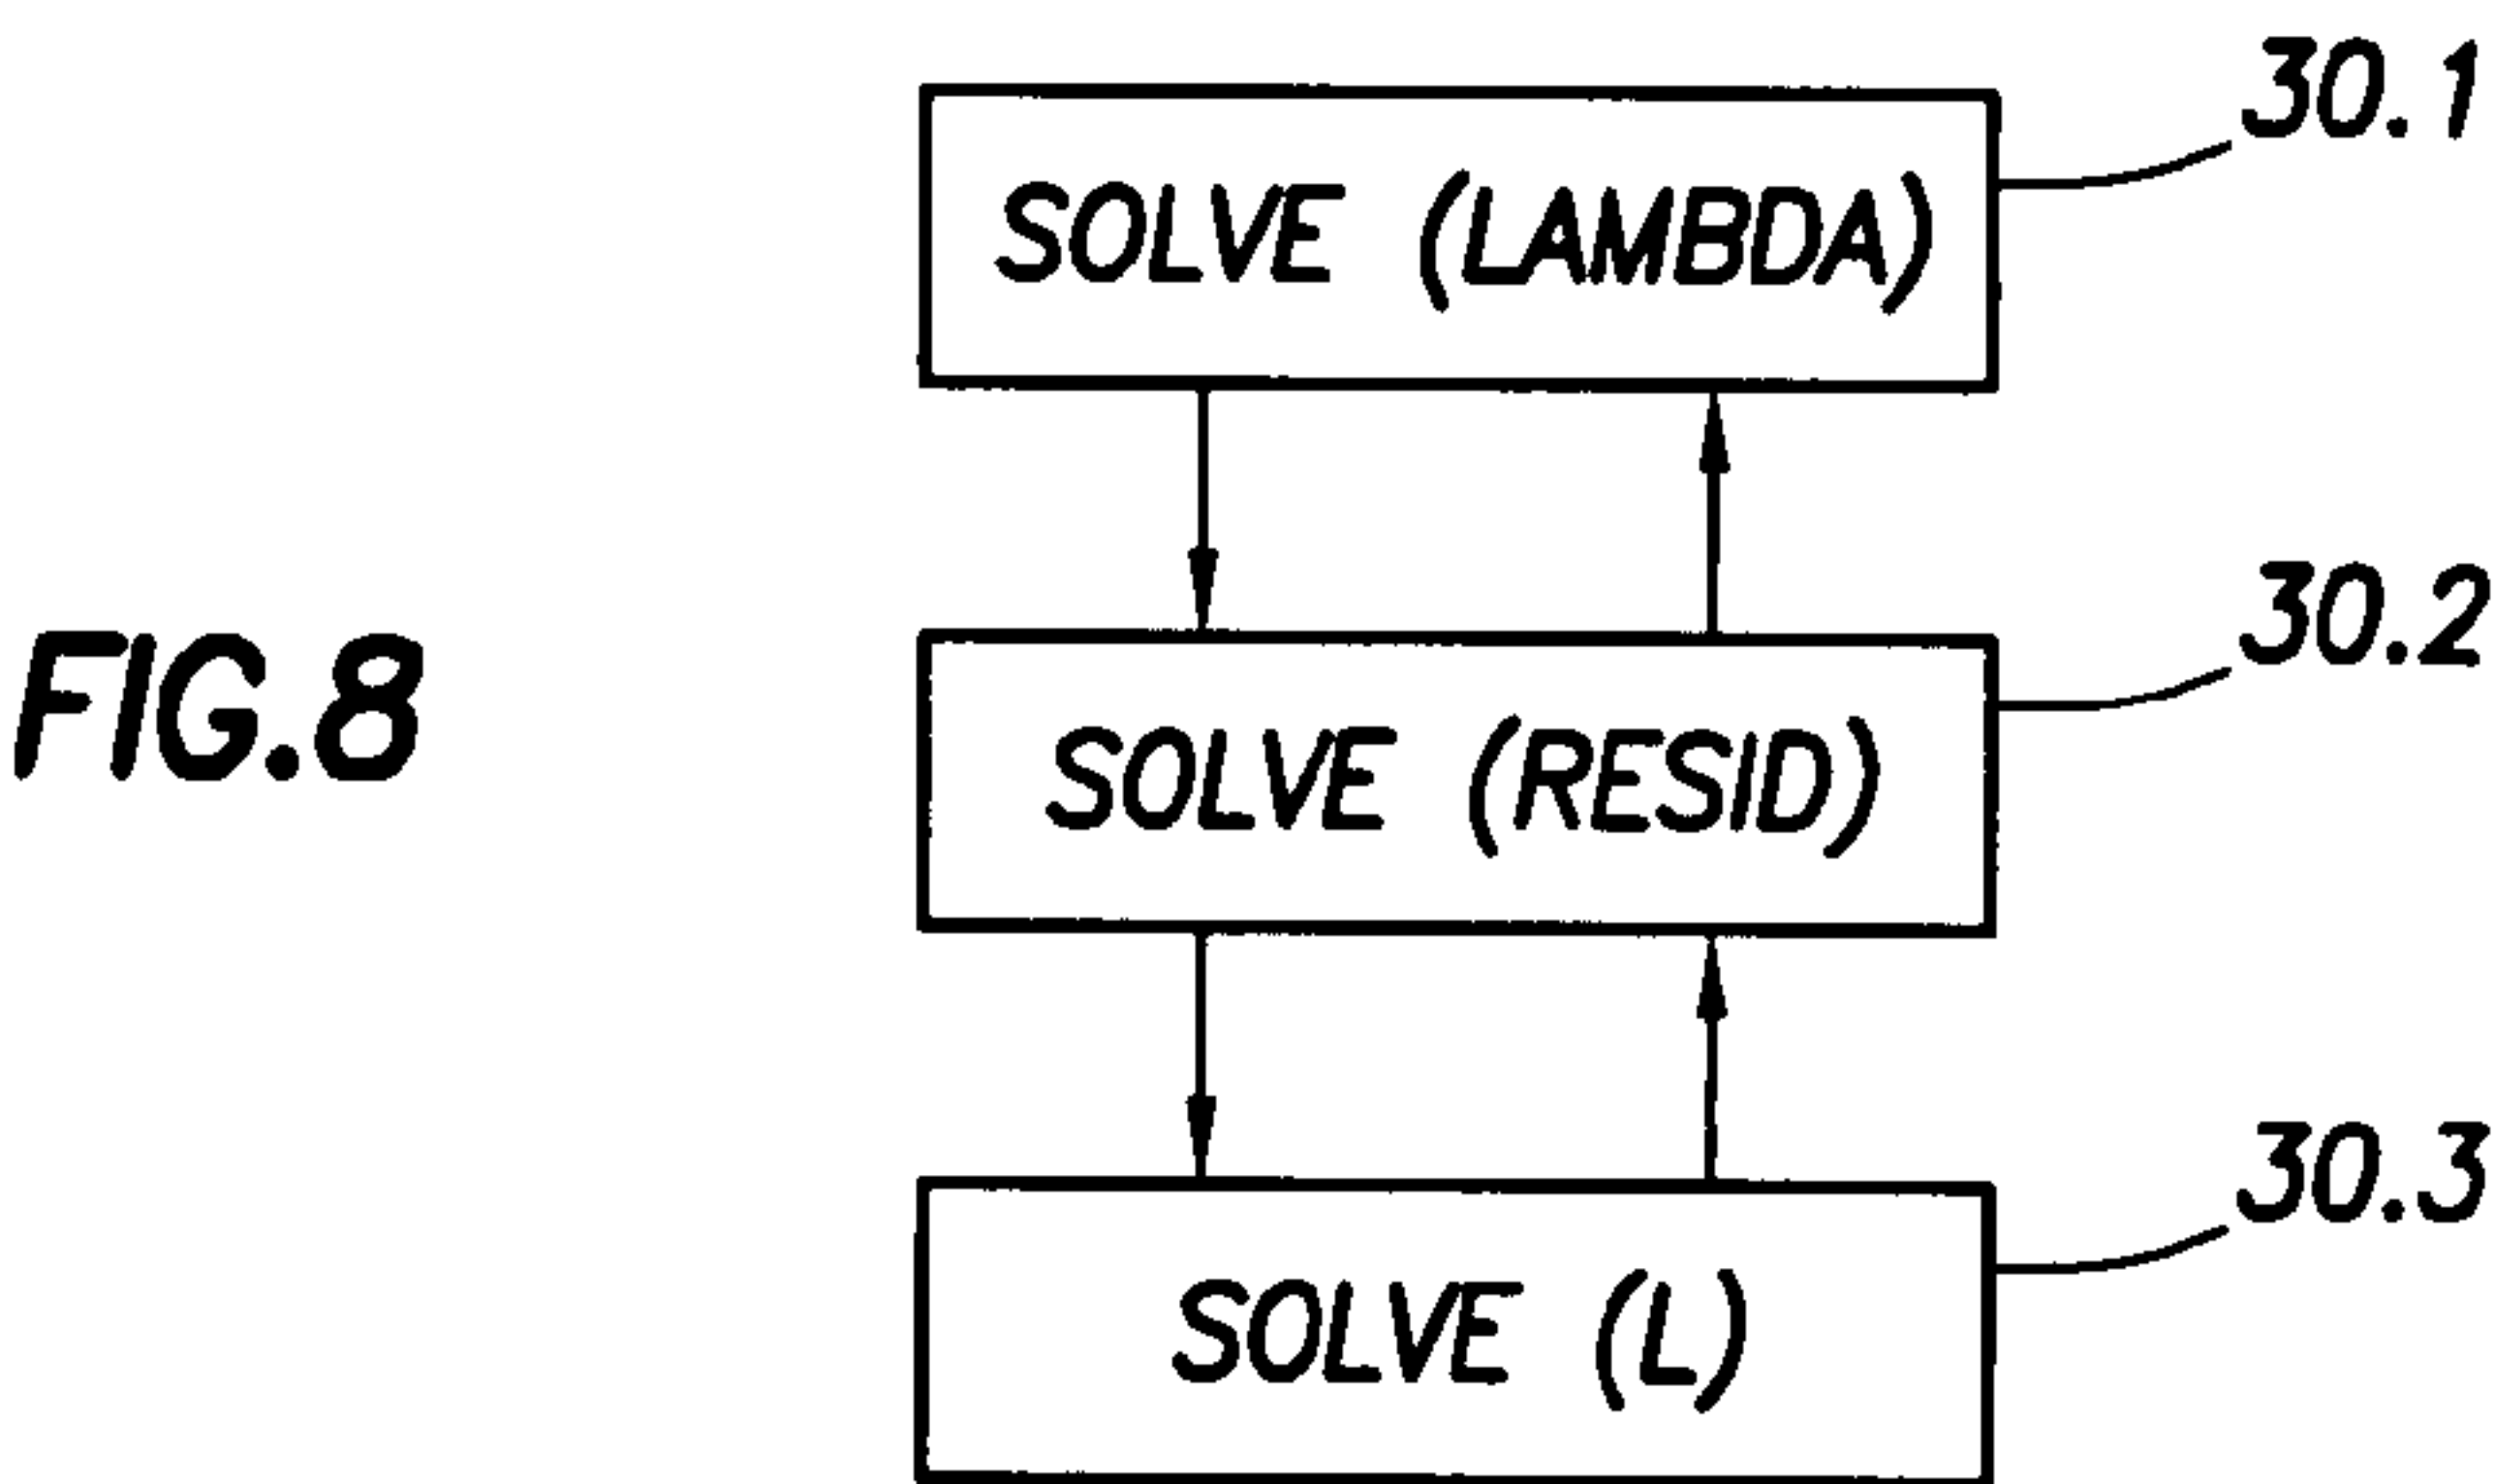 30.1
SOLVE (LAMBDA)
30.2
FIG.8
SOLVE (RESID)
30.3
SOLVE (L)